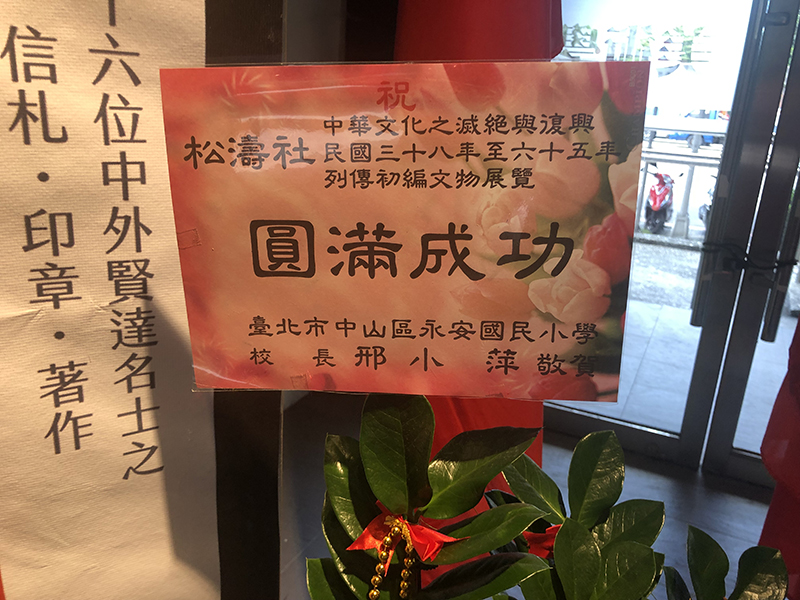 祝
松濤社
中華文化之滅絕與復興
民國三十八年至六十五年
列傳初編文物展覽
圓滿成功
臺北市中山區永安國民小學
校長 邢小萍 敬賀
十六位中外賢達名士之
信札・印章・著作